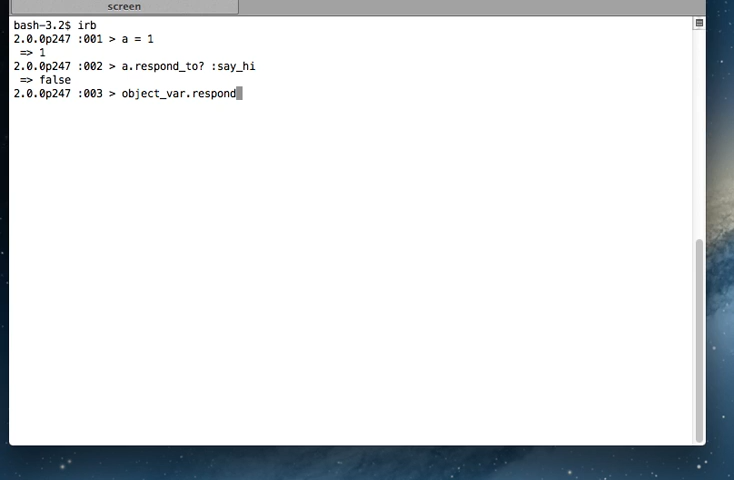 screen
bash-3.2$ irb
2.0.0p247 :001 > a = 1
 => 1
2.0.0p247 :002 > a.respond_to? :say_hi
 => false
2.0.0p247 :003 > object_var.respond